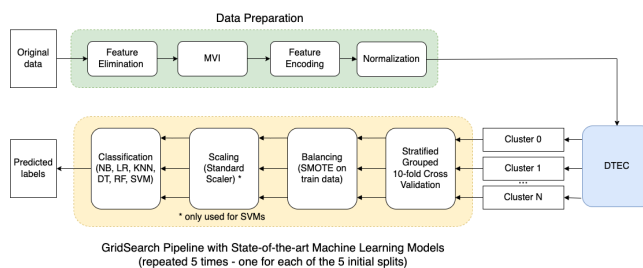 Data Preparation
Original
data
Feature
Elimination
MVI
Feature
Encoding
Normalization
DTEC
Cluster 0
Cluster 1
...
Cluster N
Stratified
Grouped
10-fold Cross
Validation
Balancing
(SMOTE on
train data)
Scaling
(Standard
Scaler) *
Classification
(NB, LR, KNN,
DT, RF, SVM)
Predicted
labels
* only used for SVMs
GridSearch Pipeline with State-of-the-art Machine Learning Models
(repeated 5 times - one for each of the 5 initial splits)